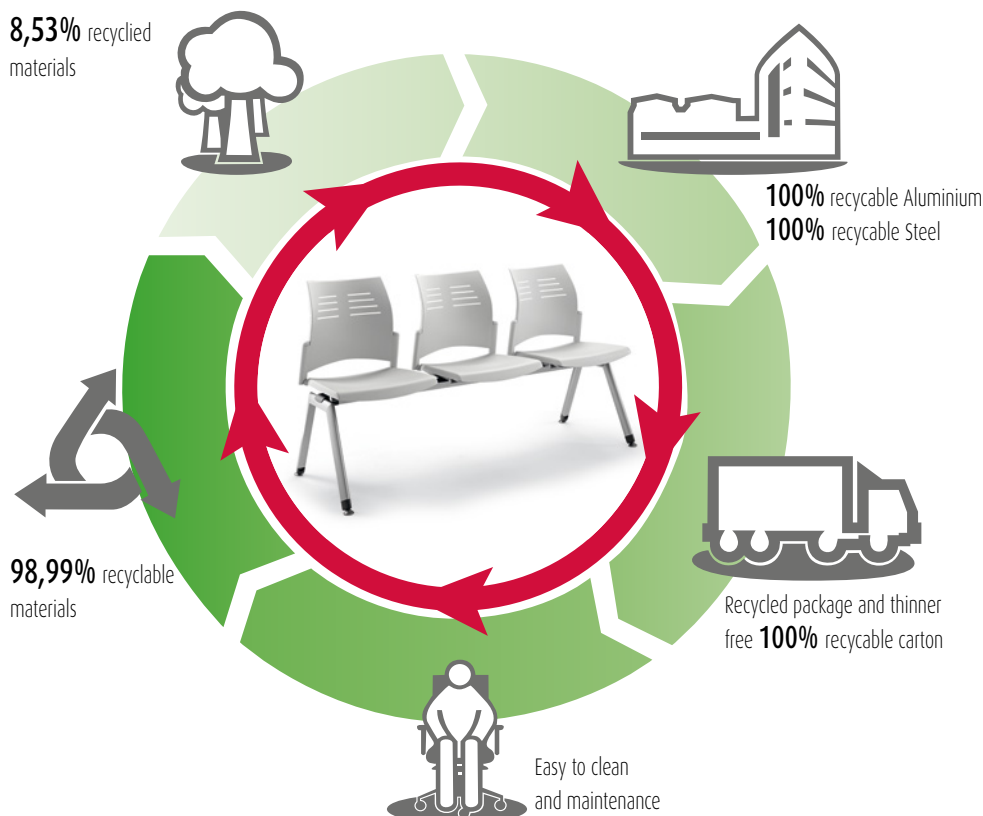 8,53% recyclied
materials
100% recycable Aluminium
100% recycable Steel
Recycled package and thinner
free 100% recycable carton
Easy to clean
and maintenance
98,99% recyclable
materials